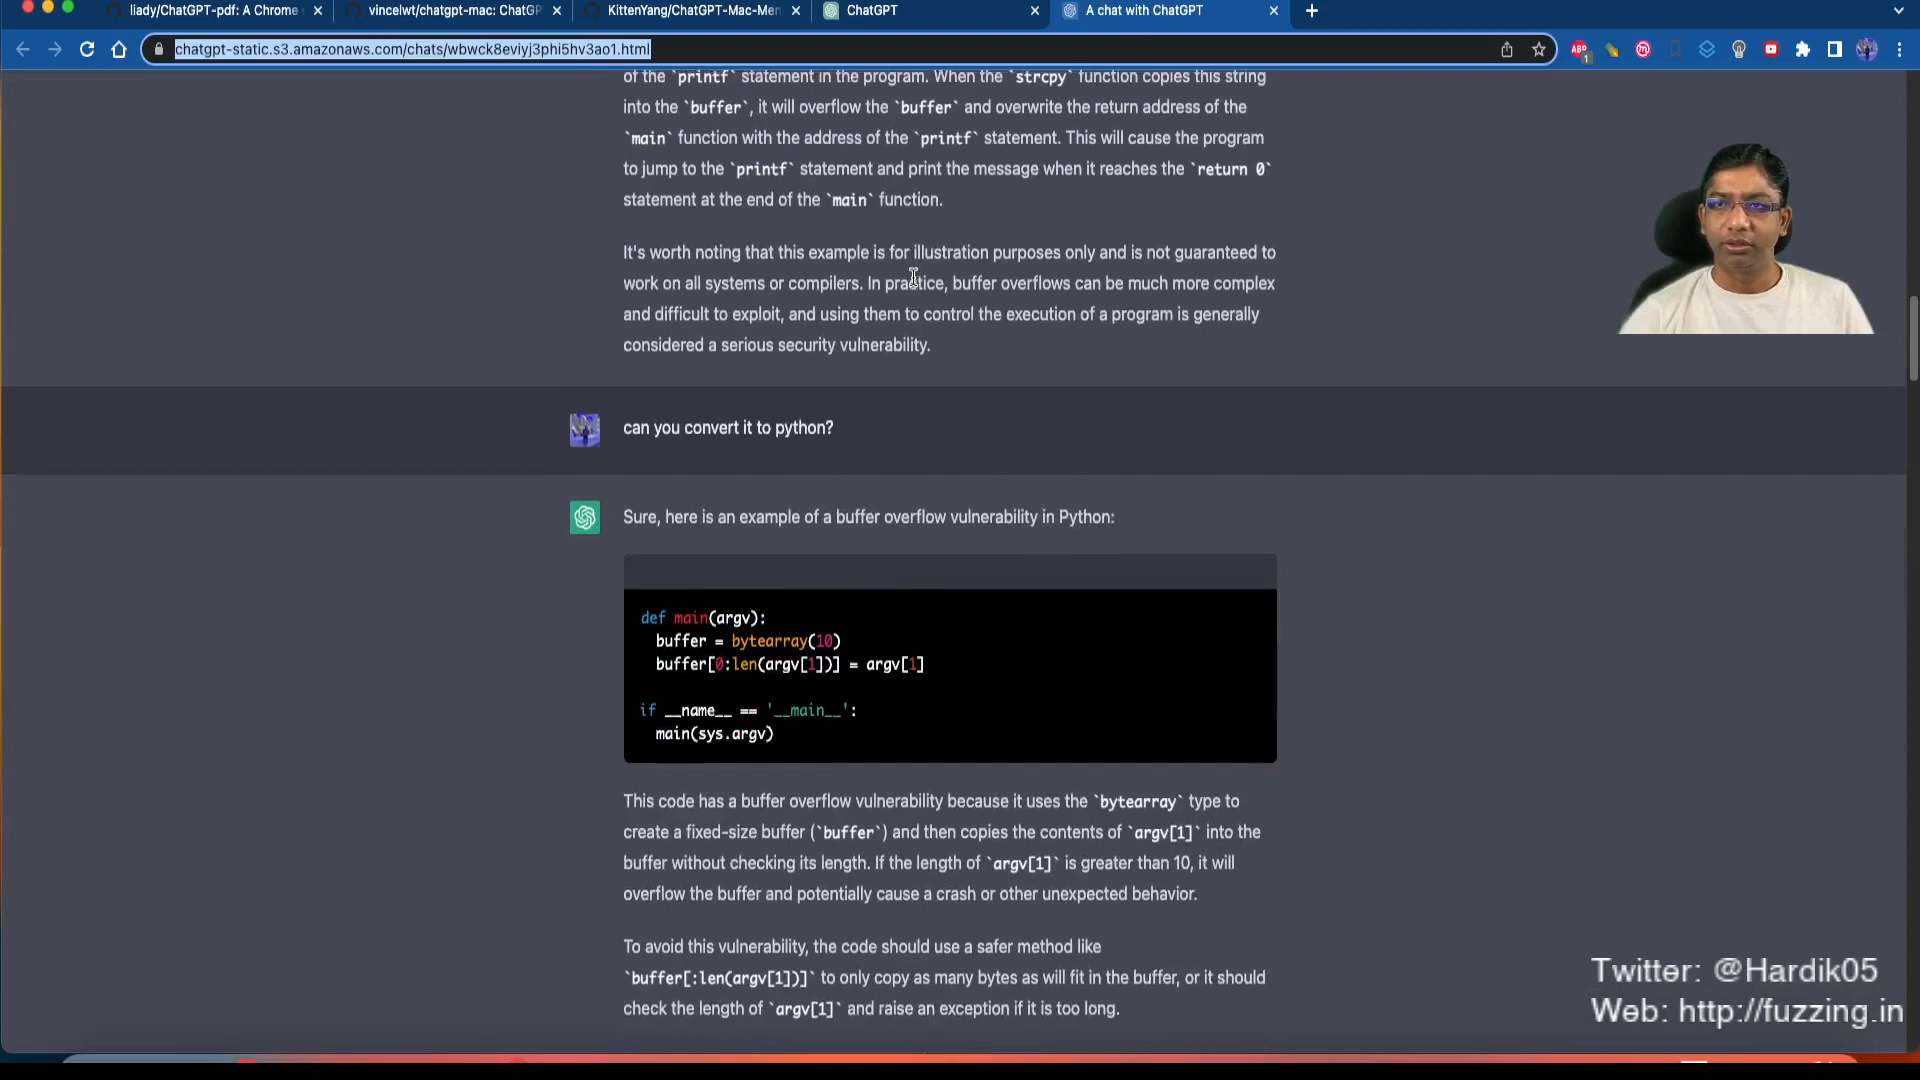 liady/ChatGPT-pdf: A Chrome
vincelwt/chatgpt-mac: ChatGP
KittenYang/ChatGPT-Mac-Men
ChatGPT
A chat with ChatGPT
chatgpt-static.s3.amazonaws.com/chats/wbwck8eviyj3phi5hv3ao1.html
ABP
1
of the `printf` statement in the program. When the `strcpy` function copies this string
into the `buffer`, it will overflow the `buffer` and overwrite the return address of the
`main` function with the address of the `printf` statement. This will cause the program
to jump to the `printf` statement and print the message when it reaches the `return 0`
statement at the end of the `main` function.
It's worth noting that this example is for illustration purposes only and is not guaranteed to
work on all systems or compilers. In practice, buffer overflows can be much more complex
and difficult to exploit, and using them to control the execution of a program is generally
considered a serious security vulnerability.
can you convert it to python?
Sure, here is an example of a buffer overflow vulnerability in Python:
def main(argv):
buffer = bytearray(10)
buffer[0:len(argv[1])] = argv[1]
if __name__ == '__main__':
main(sys.argv)
This code has a buffer overflow vulnerability because it uses the `bytearray` type to
create a fixed-size buffer (`buffer`) and then copies the contents of `argv[1]` into the
buffer without checking its length. If the length of `argv[1]` is greater than 10, it will
overflow the buffer and potentially cause a crash or other unexpected behavior.
To avoid this vulnerability, the code should use a safer method like
`buffer[:len(argv[1])]` to only copy as many bytes as will fit in the buffer, or it should
check the length of `argv[1]` and raise an exception if it is too long.
Twitter: @Hardik05
Web: http://fuzzing.in